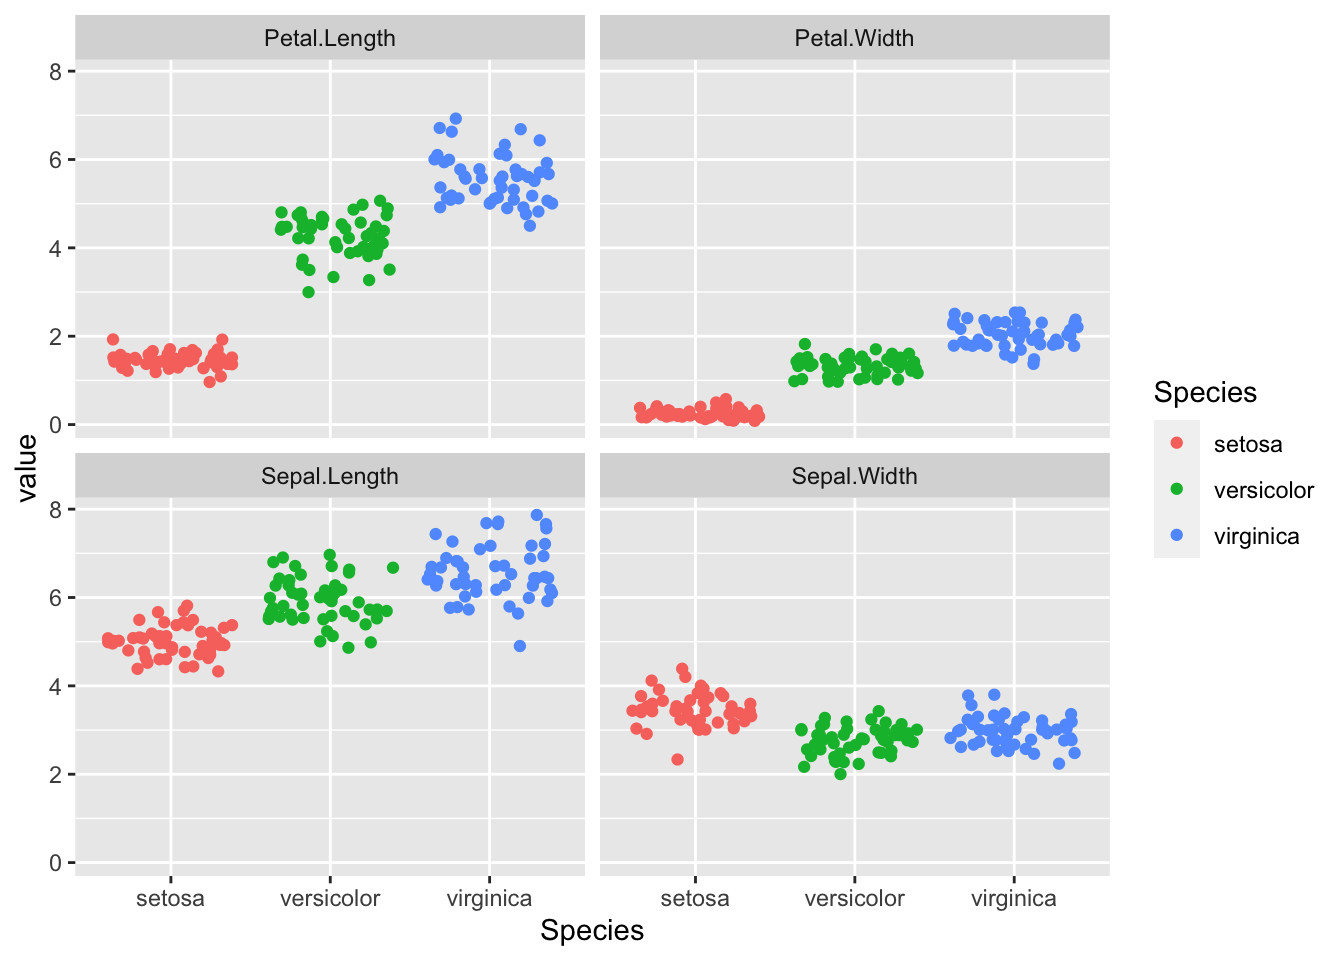 Petal.Length
Petal.Width
8
6
4
2
0
value
Sepal.Length
Sepal.Width
8
6
4
2
0
setosa
versicolor
virginica
setosa
versicolor
virginica
Species
Species
setosa
versicolor
virginica